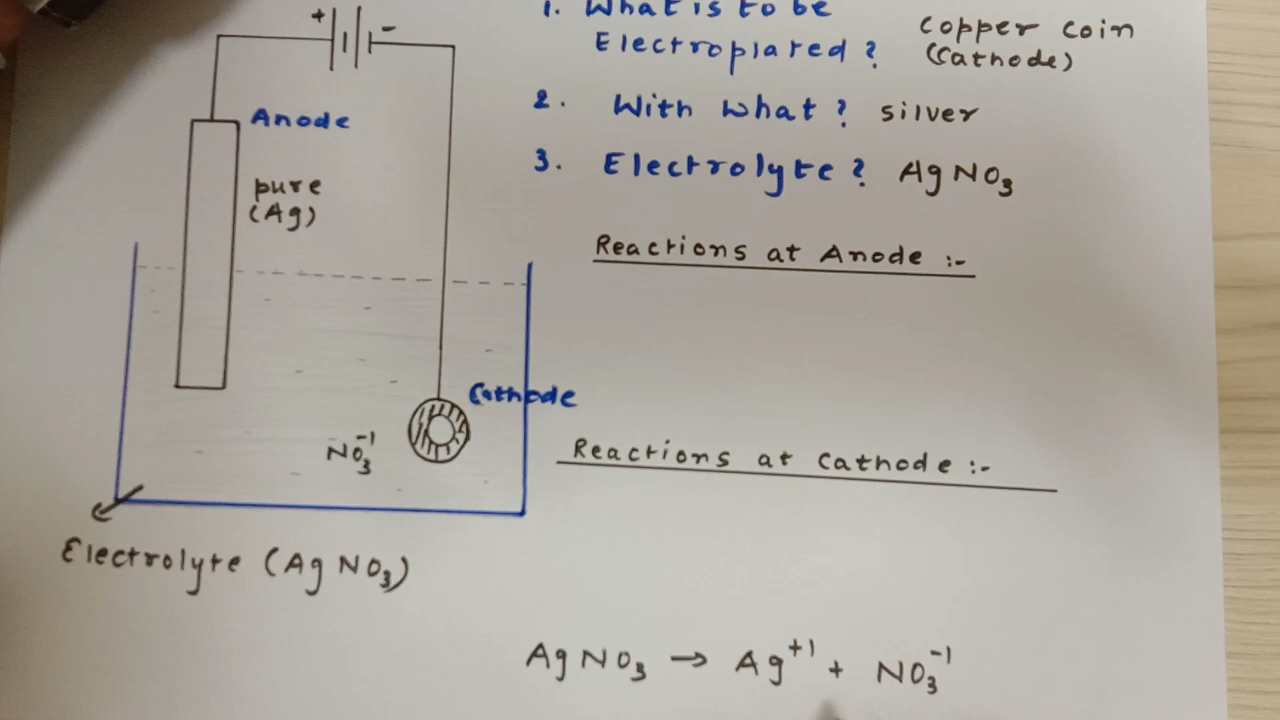 1. What is to be
Electroplated? copper coin
(Cathode)
2. With what? silver
3. Electrolyte? AgNO₃
Reactions at Anode :-
Reactions at Cathode :-
AgNO₃ → Ag⁺¹ + NO₃⁻¹
+ -
Anode
pure
(Ag)
Cathode
NO₃⁻¹
Electrolyte (AgNO₃)